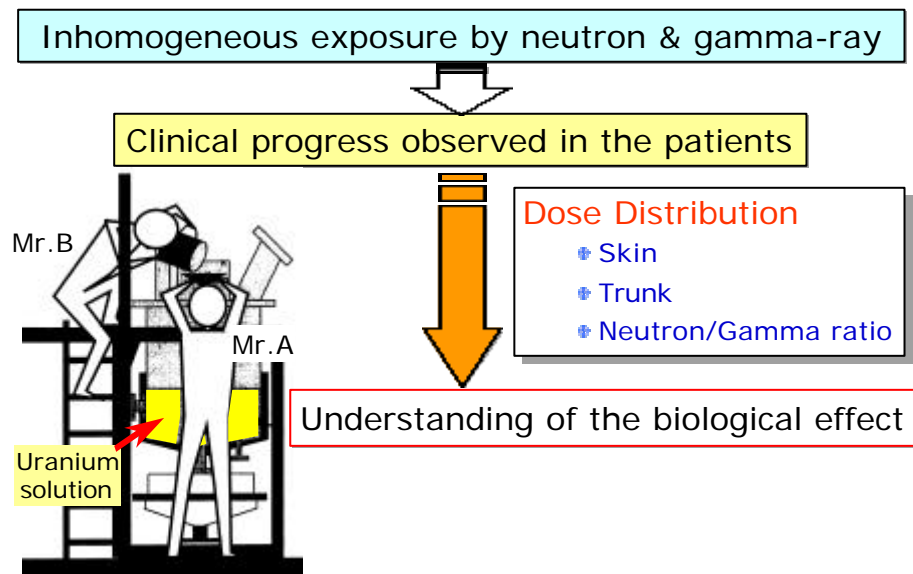 Inhomogeneous exposure by neutron & gamma-ray
Clinical progress observed in the patients
Dose Distribution
Skin
Trunk
Neutron/Gamma ratio
Mr.B
Mr.A
Understanding of the biological effect
Uranium
solution